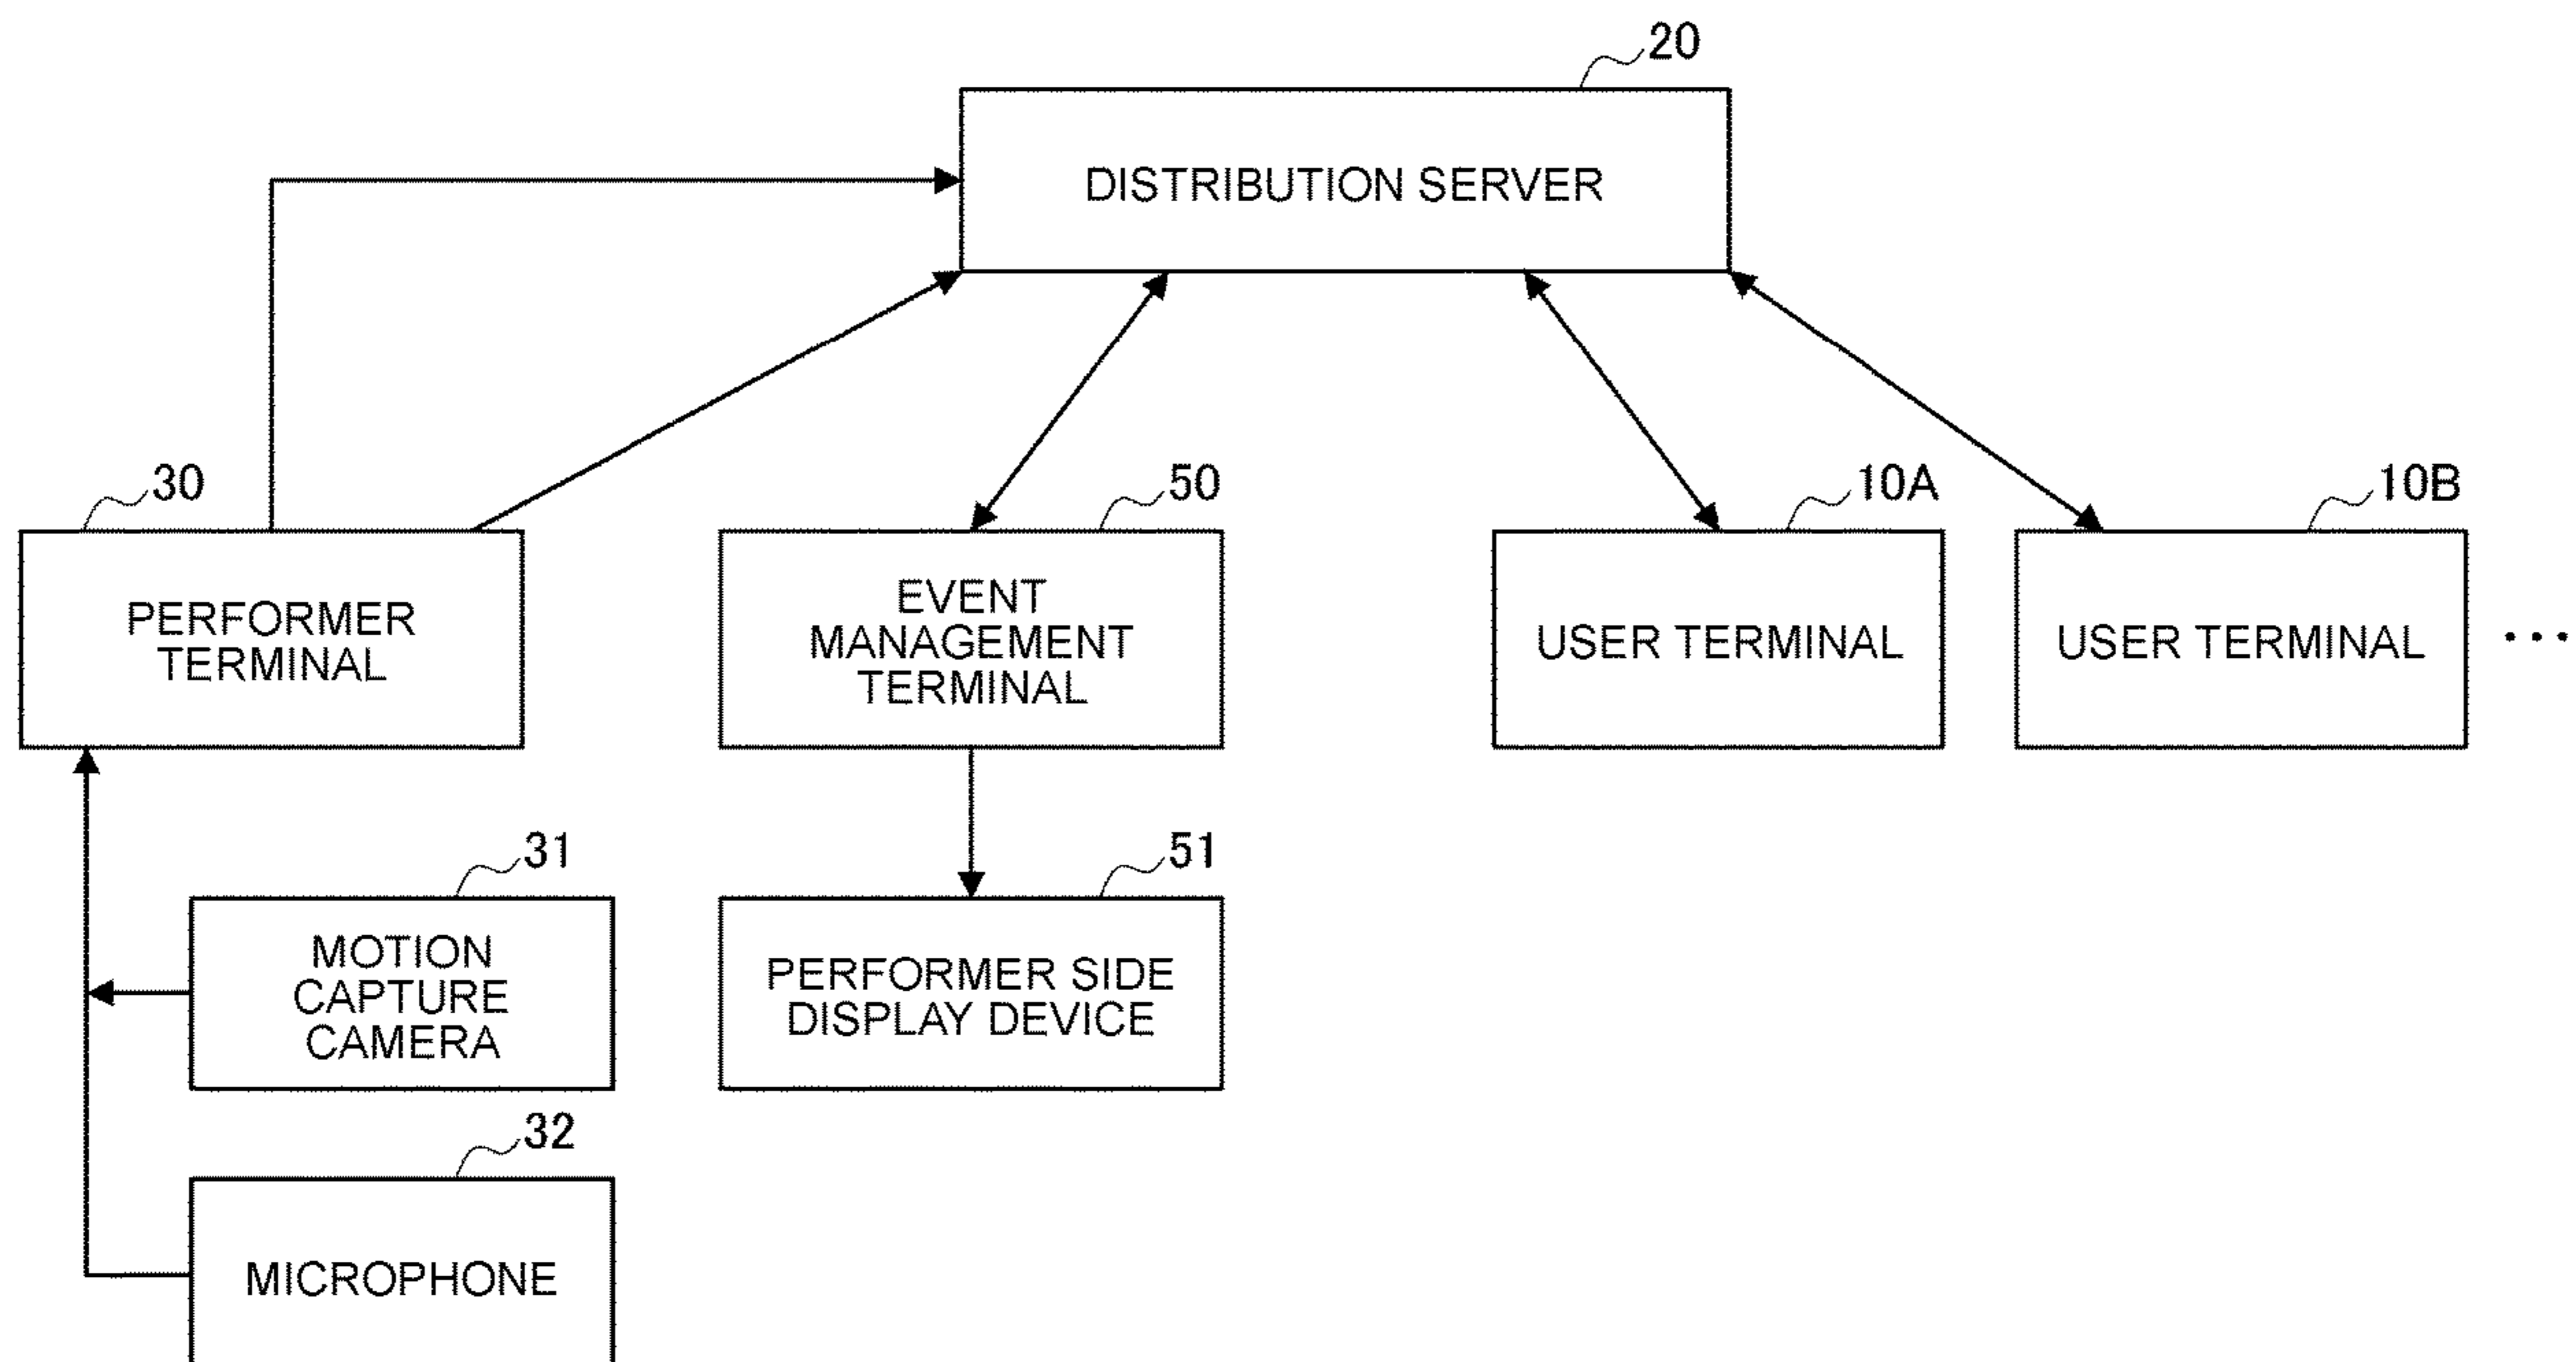 20
DISTRIBUTION SERVER
30
50
10A
10B
PERFORMER
TERMINAL
EVENT
MANAGEMENT
TERMINAL
USER TERMINAL
USER TERMINAL
...
31
51
MOTION
CAPTURE
CAMERA
PERFORMER SIDE
DISPLAY DEVICE
32
MICROPHONE